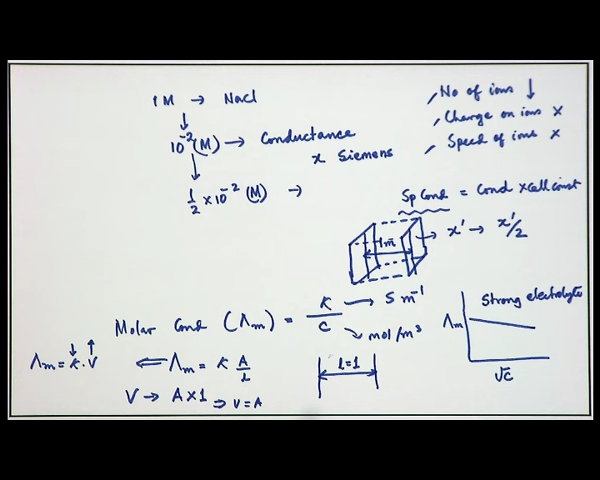 1 M → Nacl
10⁻² (M) → Conductance
x Siemens
1/2 × 10⁻² (M) →
No of ions ↓
Charge on ions ×
Speed of ions ×
Sp Cond = Cond × cell const
1m
→ x' → x'/2
Molar Cond (Λm) = K/C
→ S m⁻¹
→ mol/m³
Λm = K.V ⇐ Λm = K A/L
V → A×1 ⇒ V=A
l=1
Strong electrolyte
Λm
√C